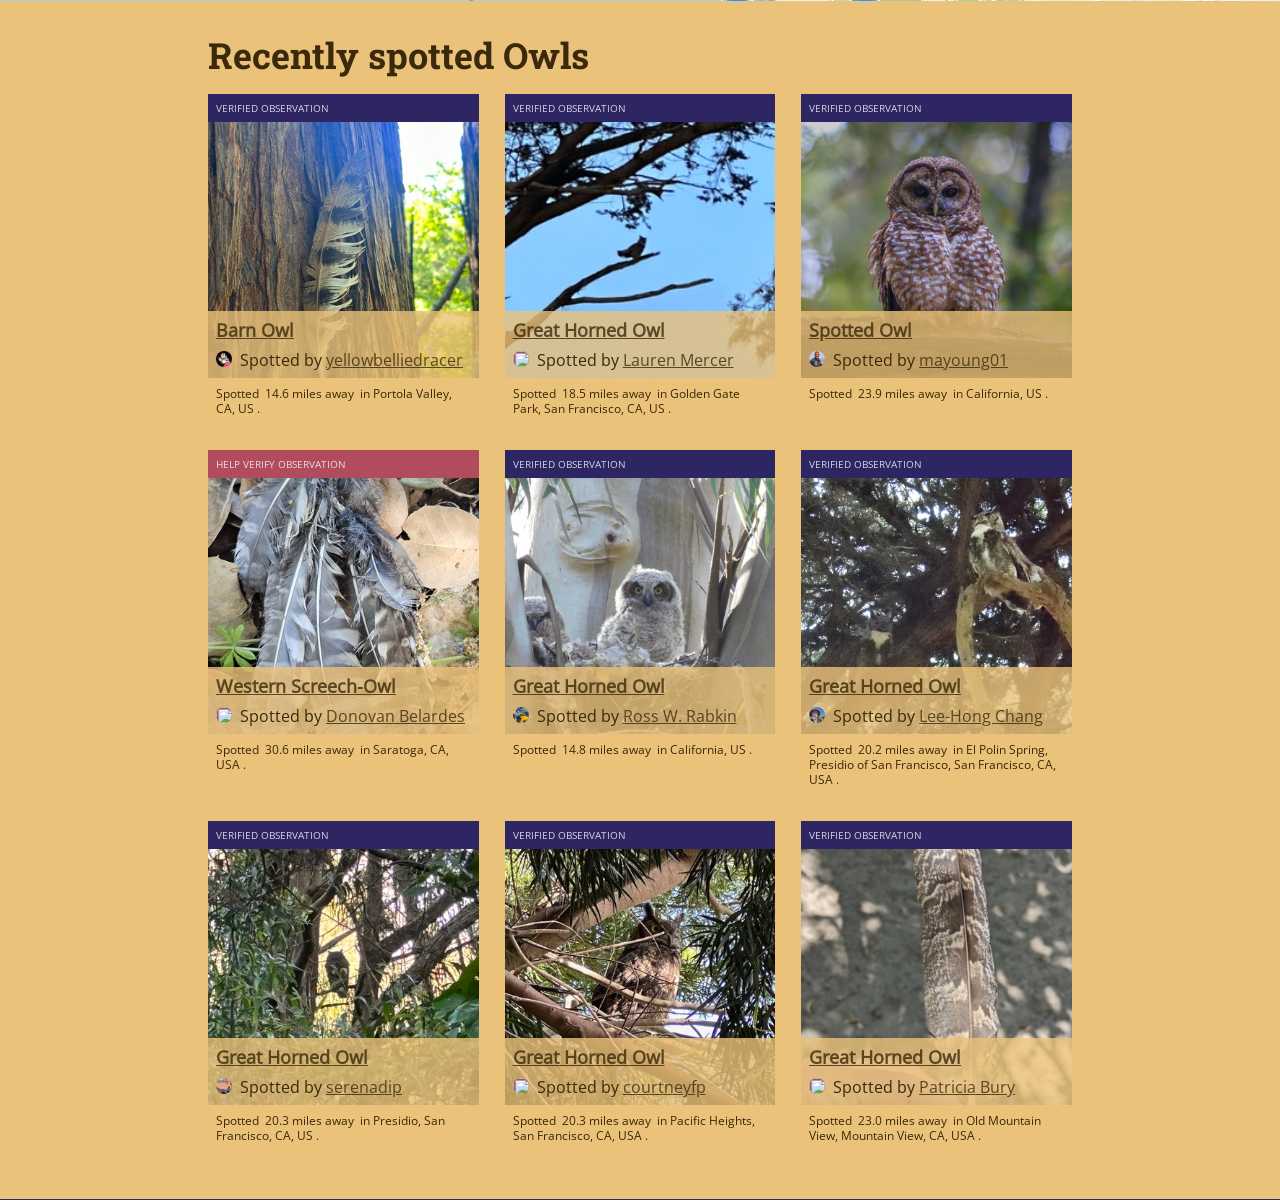 Recently spotted Owls
VERIFIED OBSERVATION
Barn Owl
Spotted by yellowbelliedracer
Spotted 14.6 miles away in Portola Valley,
CA, US .
VERIFIED OBSERVATION
Great Horned Owl
Spotted by Lauren Mercer
Spotted 18.5 miles away in Golden Gate
Park, San Francisco, CA, US .
VERIFIED OBSERVATION
Spotted Owl
Spotted by mayoung01
Spotted 23.9 miles away in California, US .
HELP VERIFY OBSERVATION
Western Screech-Owl
Spotted by Donovan Belardes
Spotted 30.6 miles away in Saratoga, CA,
USA .
VERIFIED OBSERVATION
Great Horned Owl
Spotted by Ross W. Rabkin
Spotted 14.8 miles away in California, US .
VERIFIED OBSERVATION
Great Horned Owl
Spotted by Lee-Hong Chang
Spotted 20.2 miles away in El Polin Spring,
Presidio of San Francisco, San Francisco, CA,
USA .
VERIFIED OBSERVATION
Great Horned Owl
Spotted by serenadip
Spotted 20.3 miles away in Presidio, San
Francisco, CA, US .
VERIFIED OBSERVATION
Great Horned Owl
Spotted by courtneyfp
Spotted 20.3 miles away in Pacific Heights,
San Francisco, CA, USA .
VERIFIED OBSERVATION
Great Horned Owl
Spotted by Patricia Bury
Spotted 23.0 miles away in Old Mountain
View, Mountain View, CA, USA .